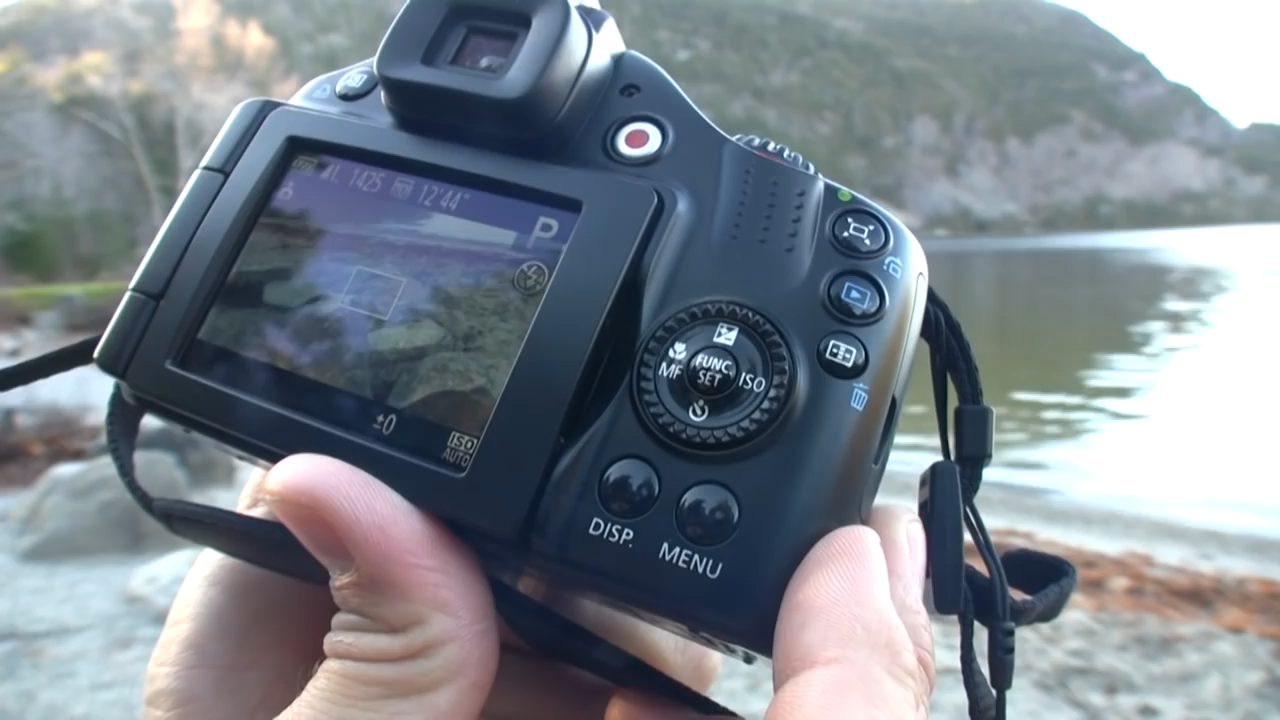 L 1425 12'44"
P
±0
ISO
AUTO
MF
FUNC.
SET
ISO
DISP.
MENU